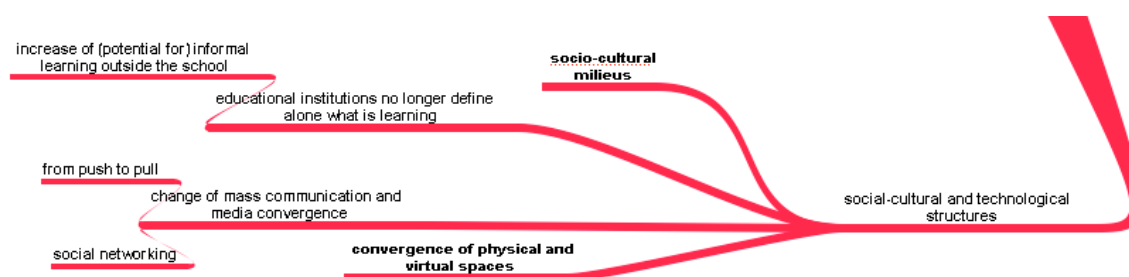 increase of (potential for) informal
learning outside the school
socio-cultural
milieus
educational institutions no longer define
alone what is learning
from push to pull
change of mass communication and
media convergence
social-cultural and technological
structures
social networking
convergence of physical and
virtual spaces